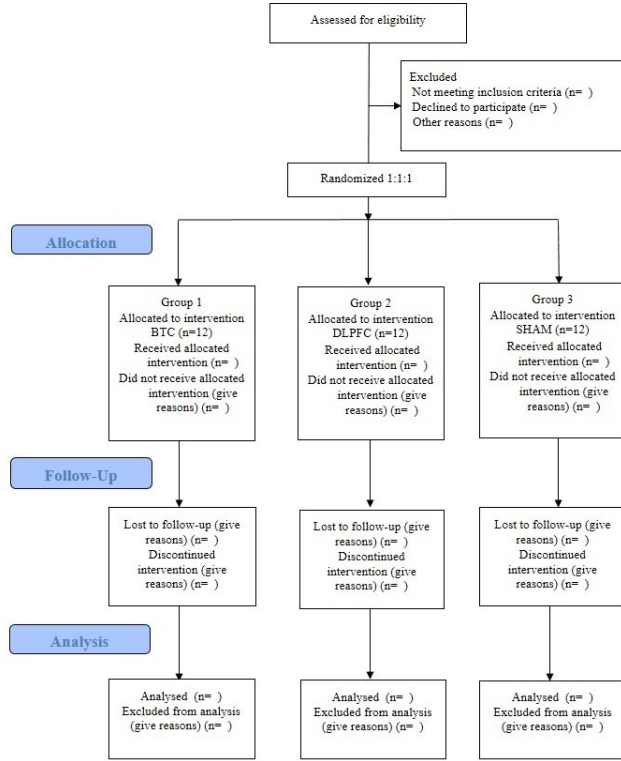 Assessed for eligibility
Excluded
Not meeting inclusion criteria (n=  )
Declined to participate (n=  )
Other reasons (n=  )
Randomized 1:1:1
Allocation
Group 1
Allocated to intervention
BTC (n=12)
Received allocated
intervention (n=  )
Did not receive allocated
intervention (give
reasons) (n=  )
Group 2
Allocated to intervention
DLPFC (n=12)
Received allocated
intervention (n=  )
Did not receive allocated
intervention (give
reasons) (n=  )
Group 3
Allocated to intervention
SHAM (n=12)
Received allocated
intervention (n=  )
Did not receive allocated
intervention (give
reasons) (n=  )
Follow-Up
Lost to follow-up (give
reasons) (n=  )
Discontinued
intervention (give
reasons) (n=  )
Lost to follow-up (give
reasons) (n=  )
Discontinued
intervention (give
reasons) (n=  )
Lost to follow-up (give
reasons) (n=  )
Discontinued
intervention (give
reasons) (n=  )
Analysis
Analysed  (n=  )
Excluded from analysis
(give reasons) (n=  )
Analysed  (n=  )
Excluded from analysis
(give reasons) (n=  )
Analysed  (n=  )
Excluded from analysis
(give reasons) (n=  )